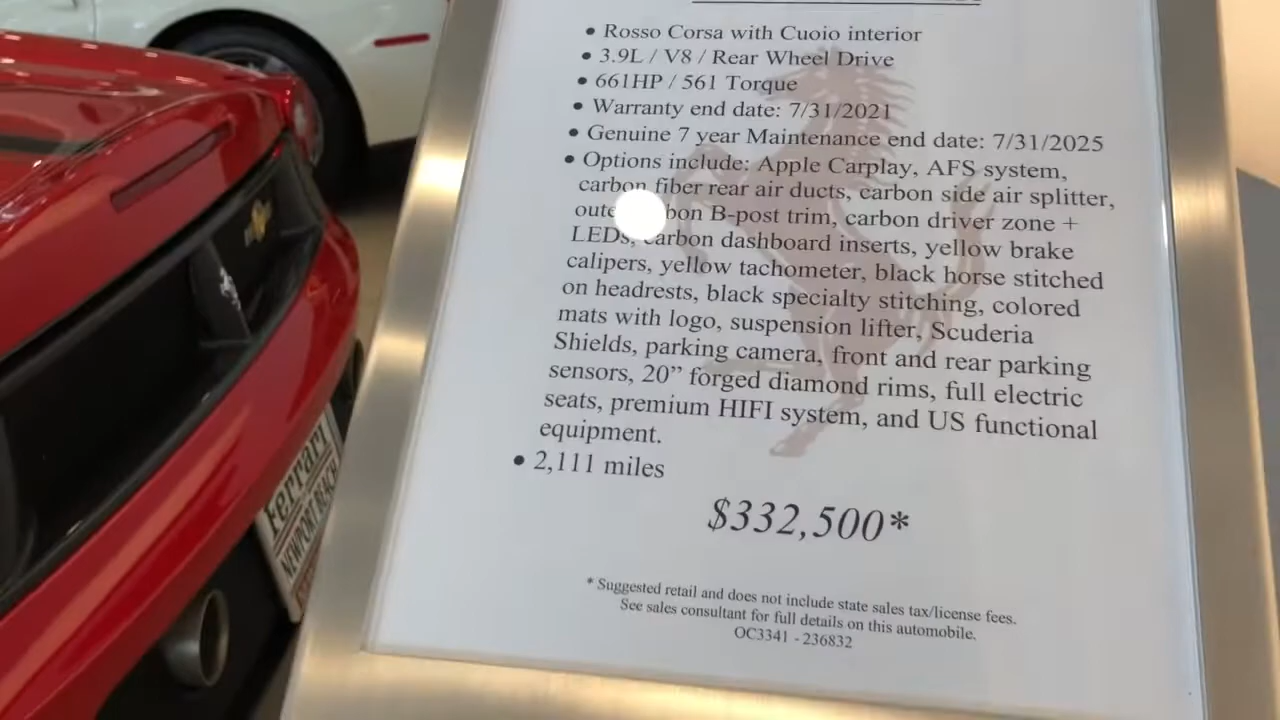 • Rosso Corsa with Cuoio interior
• 3.9L / V8 / Rear Wheel Drive
• 661HP / 561 Torque
• Warranty end date: 7/31/2021
• Genuine 7 year Maintenance end date: 7/31/2025
• Options include: Apple Carplay, AFS system,
carbon fiber rear air ducts, carbon side air splitter,
B-post trim, carbon driver zone +
LEDs, carbon dashboard inserts, yellow brake
calipers, yellow tachometer, black horse stitched
on headrests, black specialty stitching, colored
mats with logo, suspension lifter, Scuderia
Shields, parking camera, front and rear parking
sensors, 20” forged diamond rims, full electric
seats, premium HIFI system, and US functional
equipment.
• 2,111 miles
$332,500*
* Suggested retail and does not include state sales tax/license fees.
See sales consultant for full details on this automobile.
OC3341 - 236832
Ferrari
NEWPORT BEACH